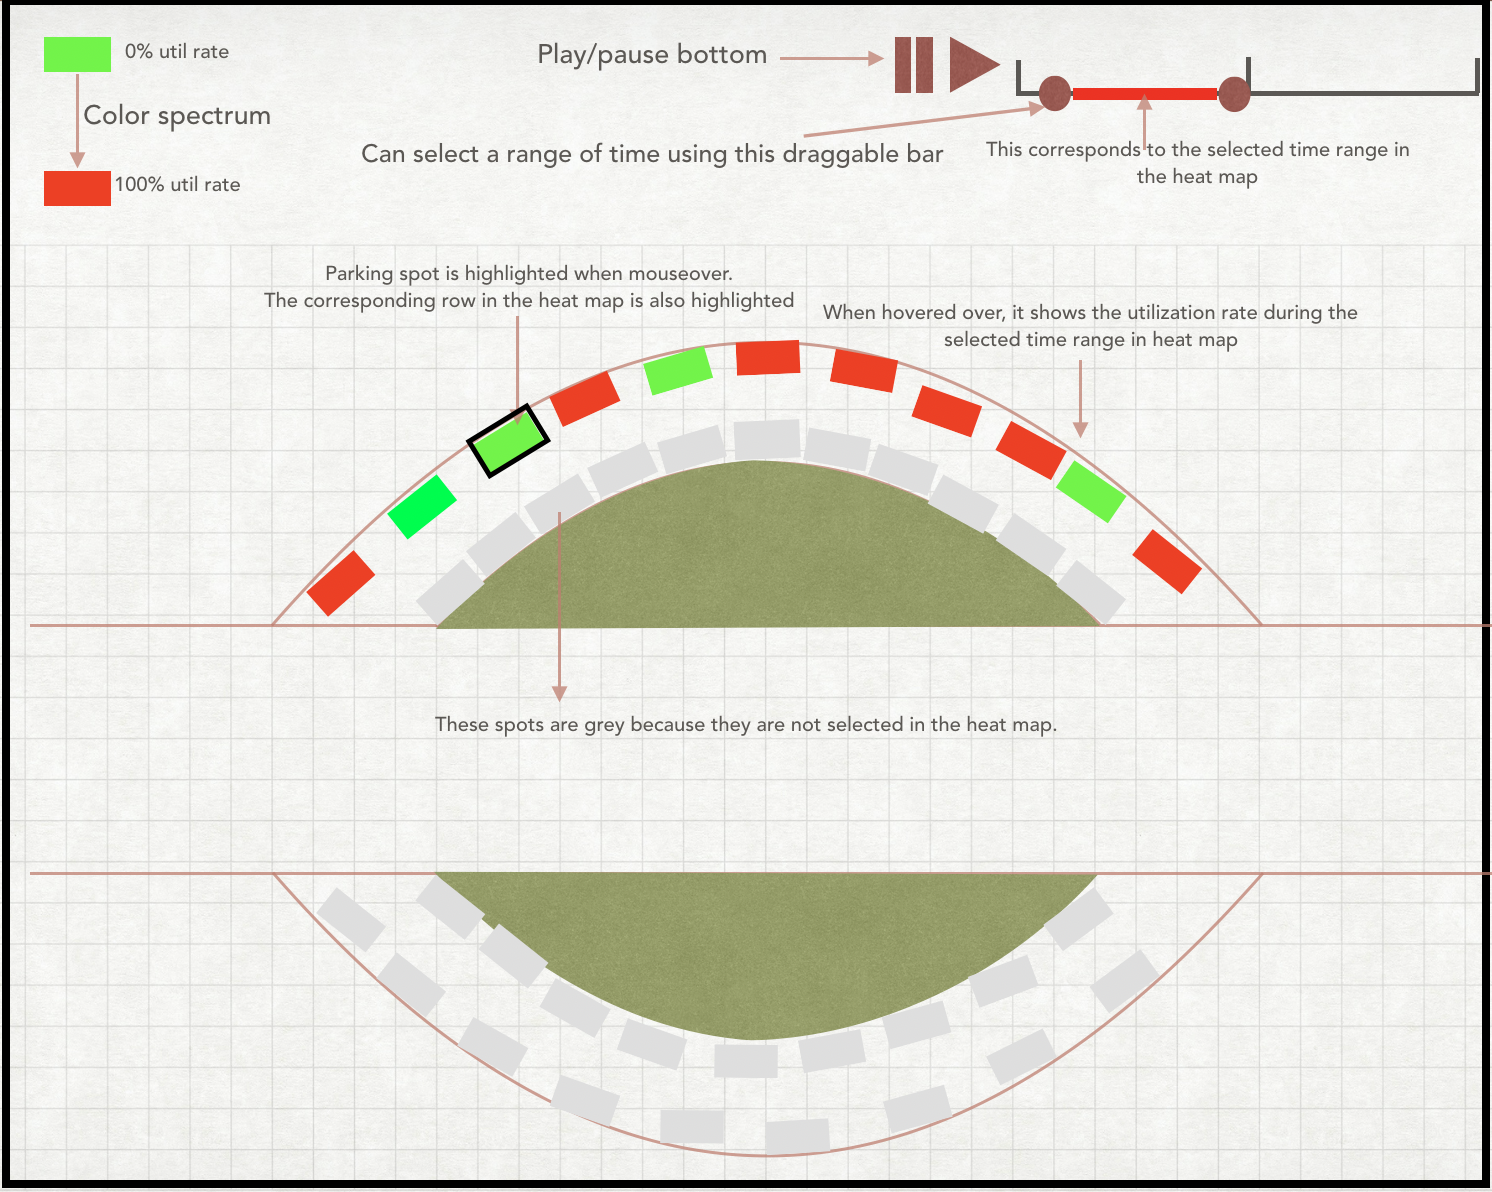 0% util rate
Play/pause bottom
Color spectrum
Can select a range of time using this draggable bar
This corresponds to the selected time range in
the heat map
100% util rate
Parking spot is highlighted when mouseover.
The corresponding row in the heat map is also highlighted
When hovered over, it shows the utilization rate during the
selected time range in heat map
These spots are grey because they are not selected in the heat map.